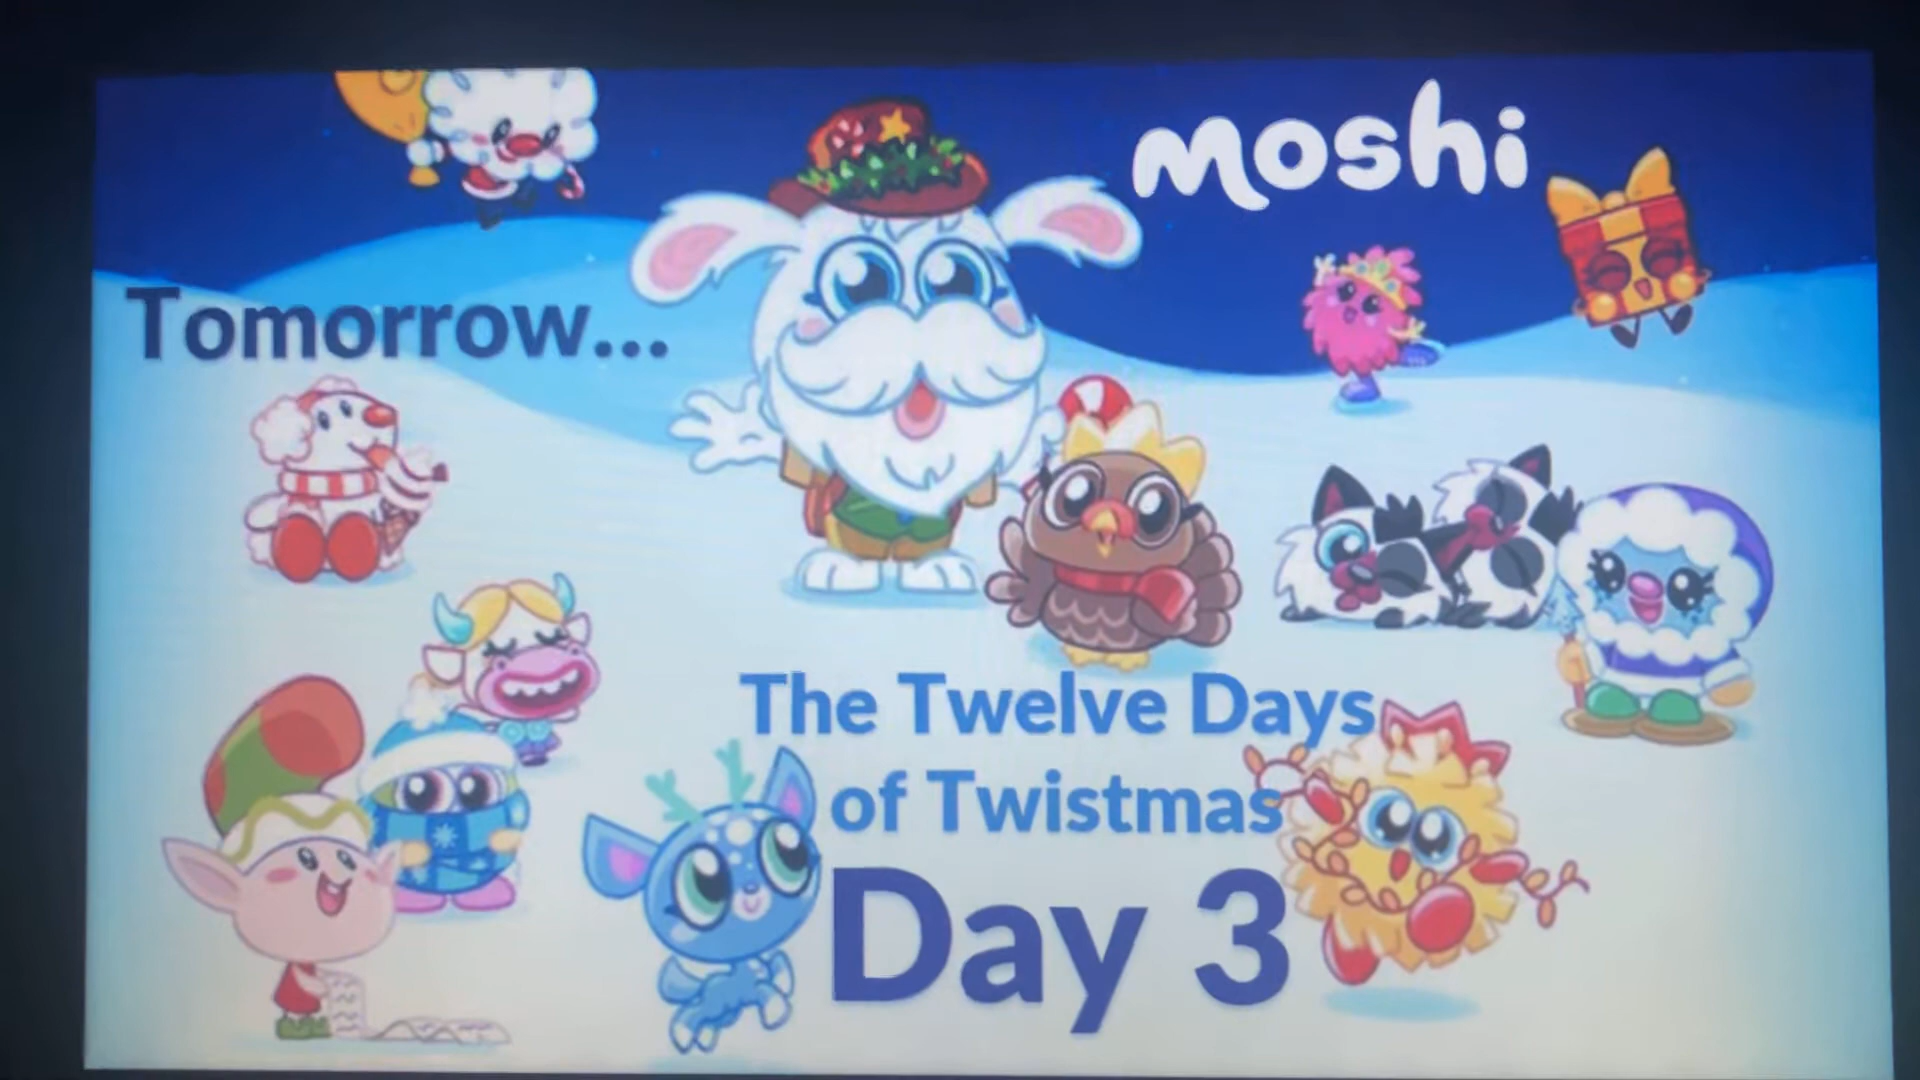 moshi
Tomorrow...
The Twelve Days
of Twistmas
Day 3